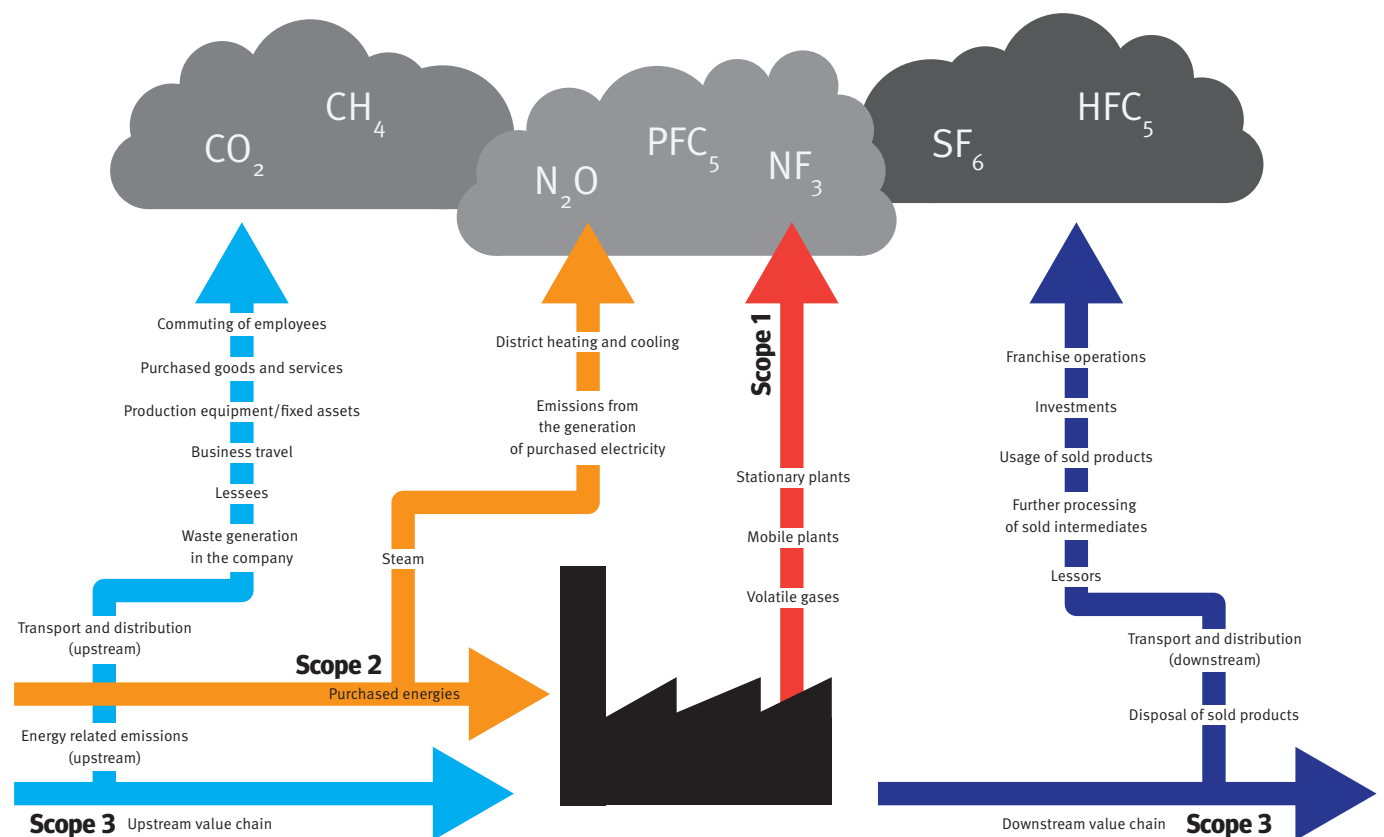 CH₄
CO₂
N₂O
PFC₅
NF₃
SF₆
HFC₅
Commuting of employees
Purchased goods and services
Production equipment/fixed assets
Business travel
Lessees
Waste generation
in the company
Transport and distribution
(upstream)
Energy related emissions
(upstream)
Scope 3 Upstream value chain
District heating and cooling
Emissions from
the generation
of purchased electricity
Steam
Scope 2
Purchased energies
Scope 1
Stationary plants
Mobile plants
Volatile gases
Franchise operations
Investments
Usage of sold products
Further processing
of sold intermediates
Lessors
Transport and distribution
(downstream)
Disposal of sold products
Downstream value chain Scope 3